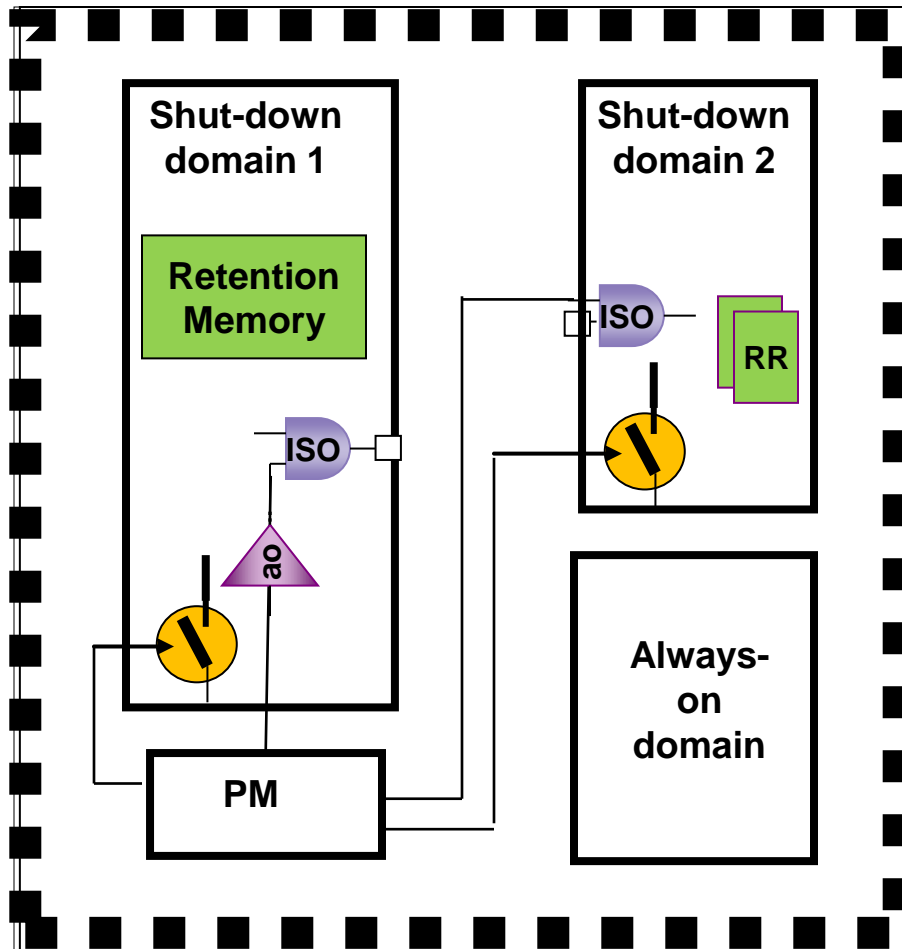 Shut-down
domain 1
Retention
Memory
ISO
ao
PM
Shut-down
domain 2
ISO
RR
Always-
on
domain